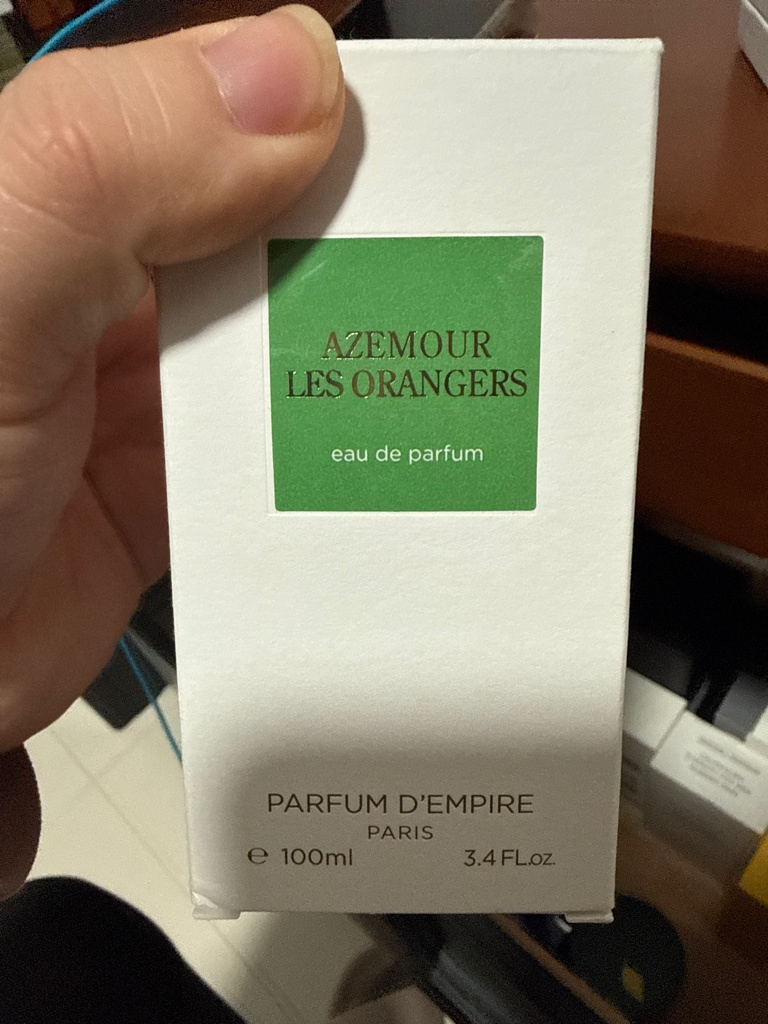 AZEMOUR
LES ORANGERS
eau de parfum
PARFUM D'EMPIRE
PARIS
℮ 100ml 3.4 FL.oz.